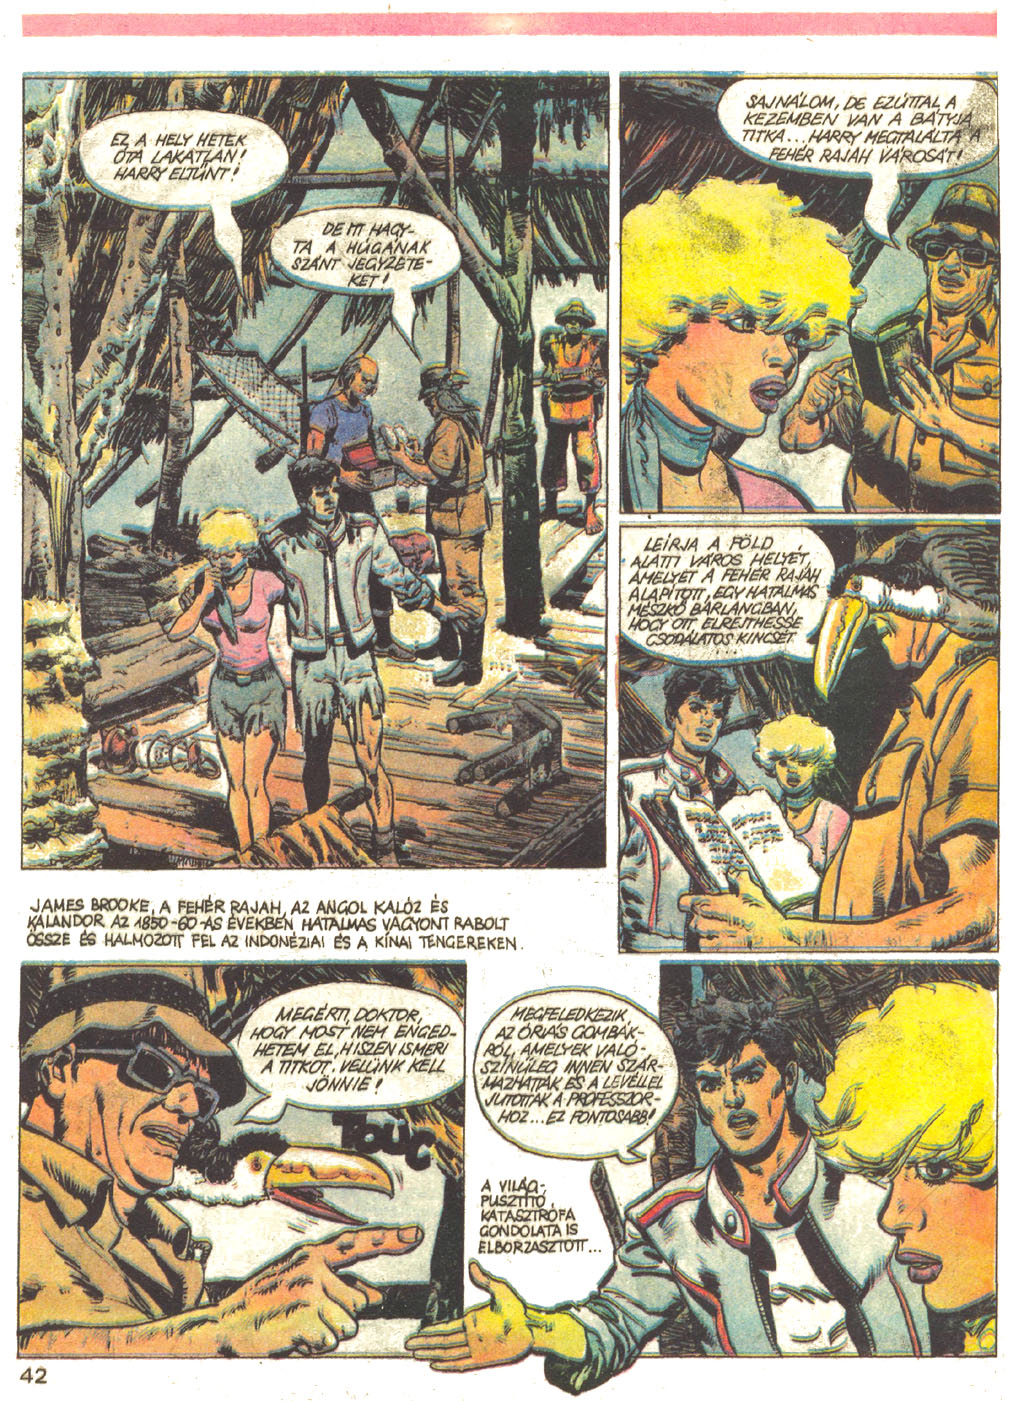 EZ A HELY HETEK
ÓTA LAKATLAN!
HARRY ELTŰNT!
DE ITT HAGY-
TA A HÚGÁNAK
SZÁNT JEGYZETE-
KET!
SAJNÁLOM, DE EZÚTTAL A
KEZEMBEN VAN A BÁTYJA
TITKA... HARRY MEGTALÁLTA A
FEHÉR RAJAH VÁROSÁT!
LEÍRJA A FÖLD
ALATTI VÁROS HELYÉT,
AMELYET A FEHÉR RAJAH
ALAPÍTOTT, EGY HATALMAS
MÉSZKŐ BARLANGBAN,
HOGY OTT ELREJTHESSE
CSODÁLATOS KINCSÉT
...
JAMES BROOKE, A FEHÉR RAJAH, AZ ANGOL KALÓZ ÉS
KALANDOR AZ 1850-60-AS ÉVEKBEN HATALMAS VAGYONT RABOLT
ÖSSZE ÉS HALMOZOTT FEL AZ INDONÉZIAI ÉS A KÍNAI TENGEREKEN.
MEGÉRTI, DOKTOR,
HOGY MOST NEM ENGED-
HETEM EL, HISZEN ISMERI
A TITKOT. VELÜNK KELL
JÖNNIE!
TOUC
MEGFELEDKEZIK
AZ ÓRIÁS GOMBÁK-
RÓL, AMELYEK VALÓ-
SZÍNŰLEG INNEN SZÁR-
MAZHATTAK ÉS A LEVÉLLEL
JUTOTTAK A PROFESSZOR-
HOZ... EZ FONTOSABB!
A VILÁG-
PUSZTÍTÓ
KATASZTRÓFA
GONDOLATA IS
ELBORZASZTOTT...
42